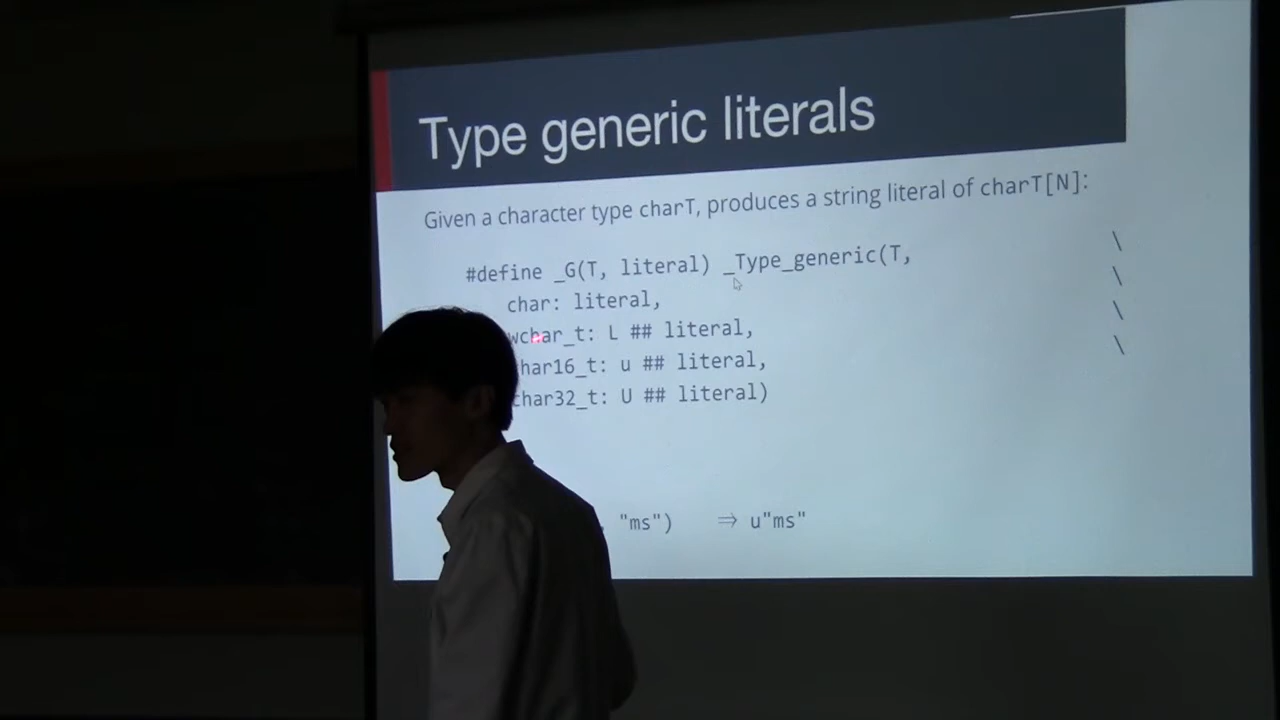 Type generic literals
Given a character type charT, produces a string literal of charT[N]:
#define _G(T, literal) _Type_generic(T, \
char: literal, \
wchar_t: L ## literal, \
har16_t: u ## literal, \
char32_t: U ## literal)
"ms") ⇒ u"ms"